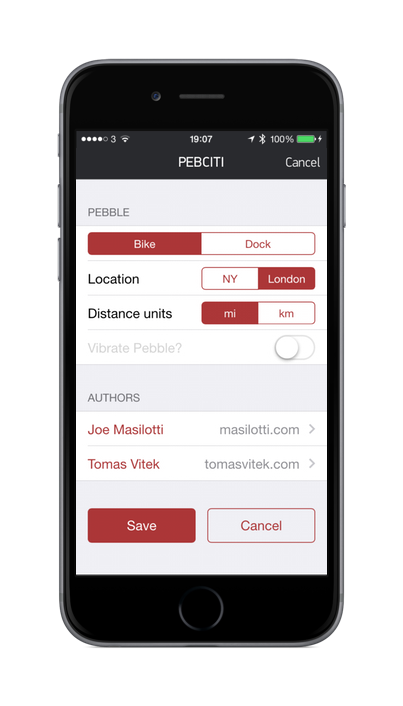 3 19:07 100%
PEBCITI Cancel
PEBBLE
Bike Dock
Location NY London
Distance units mi km
Vibrate Pebble?
AUTHORS
Joe Masilotti masilotti.com
Tomas Vitek tomasvitek.com
Save Cancel